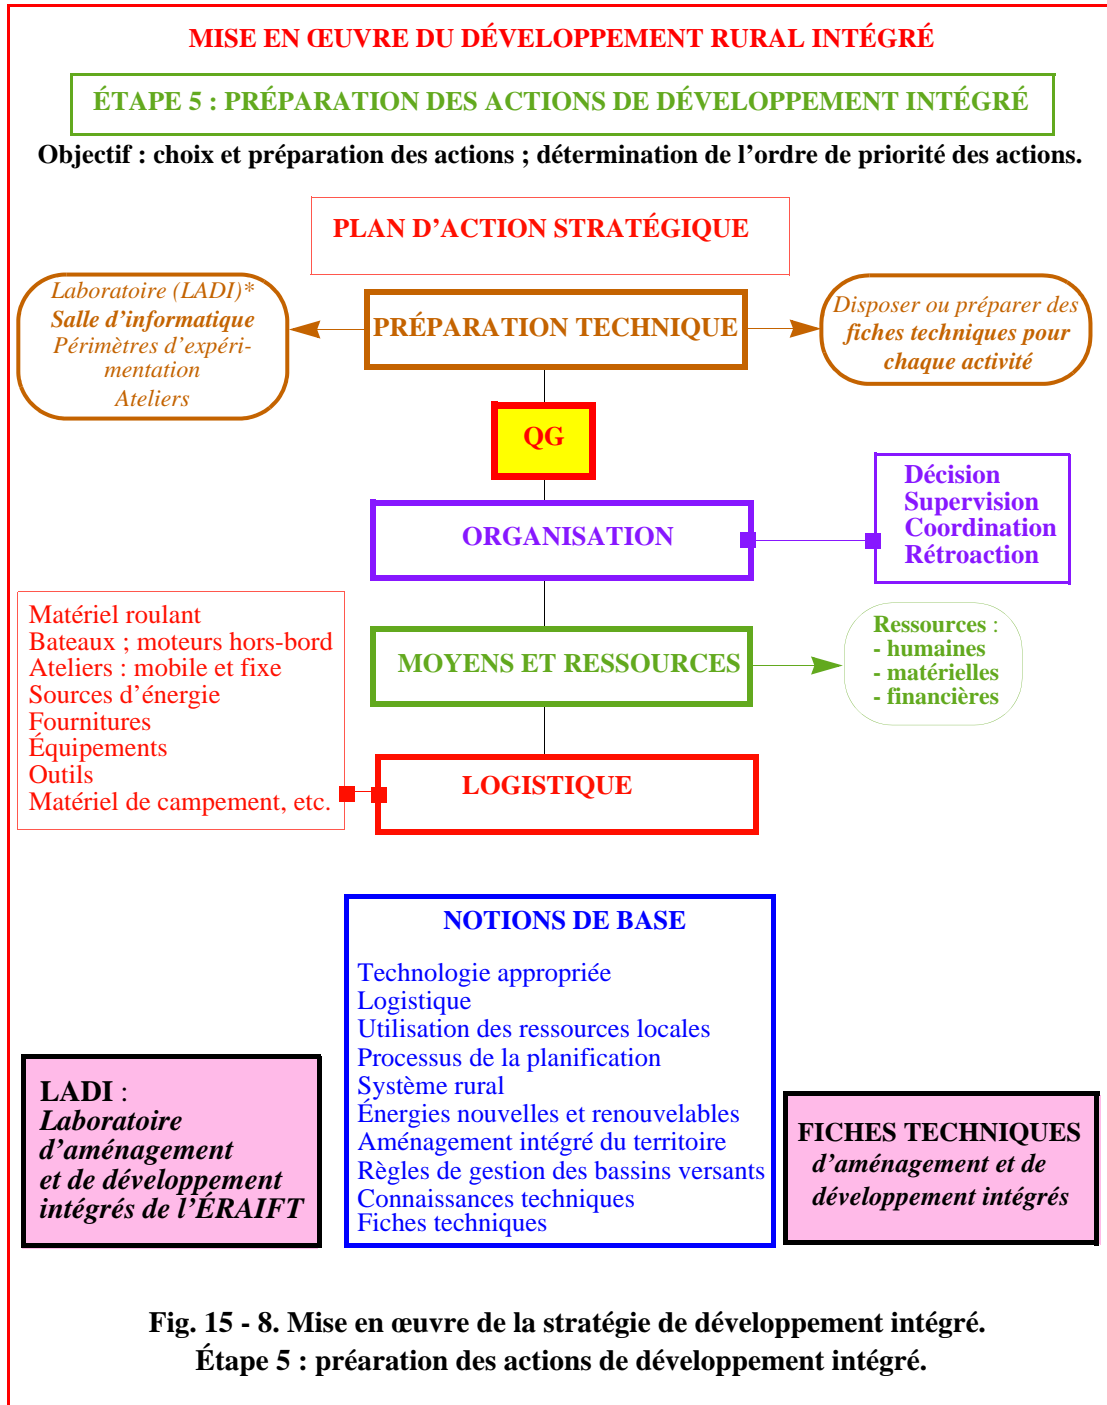 MISE EN ŒUVRE DU DÉVELOPPEMENT RURAL INTÉGRÉ
ÉTAPE 5 : PRÉPARATION DES ACTIONS DE DÉVELOPPEMENT INTÉGRÉ
Objectif : choix et préparation des actions ; détermination de l’ordre de priorité des actions.
PLAN D’ACTION STRATÉGIQUE
Laboratoire (LADI)*
Salle d’informatique
Périmètres d’expéri-
mentation
Ateliers
PRÉPARATION TECHNIQUE
Disposer ou préparer des
fiches techniques pour
chaque activité
QG
ORGANISATION
Décision
Supervision
Coordination
Rétroaction
Matériel roulant
Bateaux ; moteurs hors-bord
Ateliers : mobile et fixe
Sources d’énergie
Fournitures
Équipements
Outils
Matériel de campement, etc.
MOYENS ET RESSOURCES
Ressources :
- humaines
- matérielles
- financières
LOGISTIQUE
NOTIONS DE BASE
Technologie appropriée
Logistique
Utilisation des ressources locales
Processus de la planification
Système rural
Énergies nouvelles et renouvelables
Aménagement intégré du territoire
Règles de gestion des bassins versants
Connaissances techniques
Fiches techniques
LADI :
Laboratoire
d’aménagement
et de développement
intégrés de l’ÉRAIFT
FICHES TECHNIQUES
d’aménagement et de
développement intégrés
Fig. 15 - 8. Mise en œuvre de la stratégie de développement intégré.
Étape 5 : préaration des actions de développement intégré.